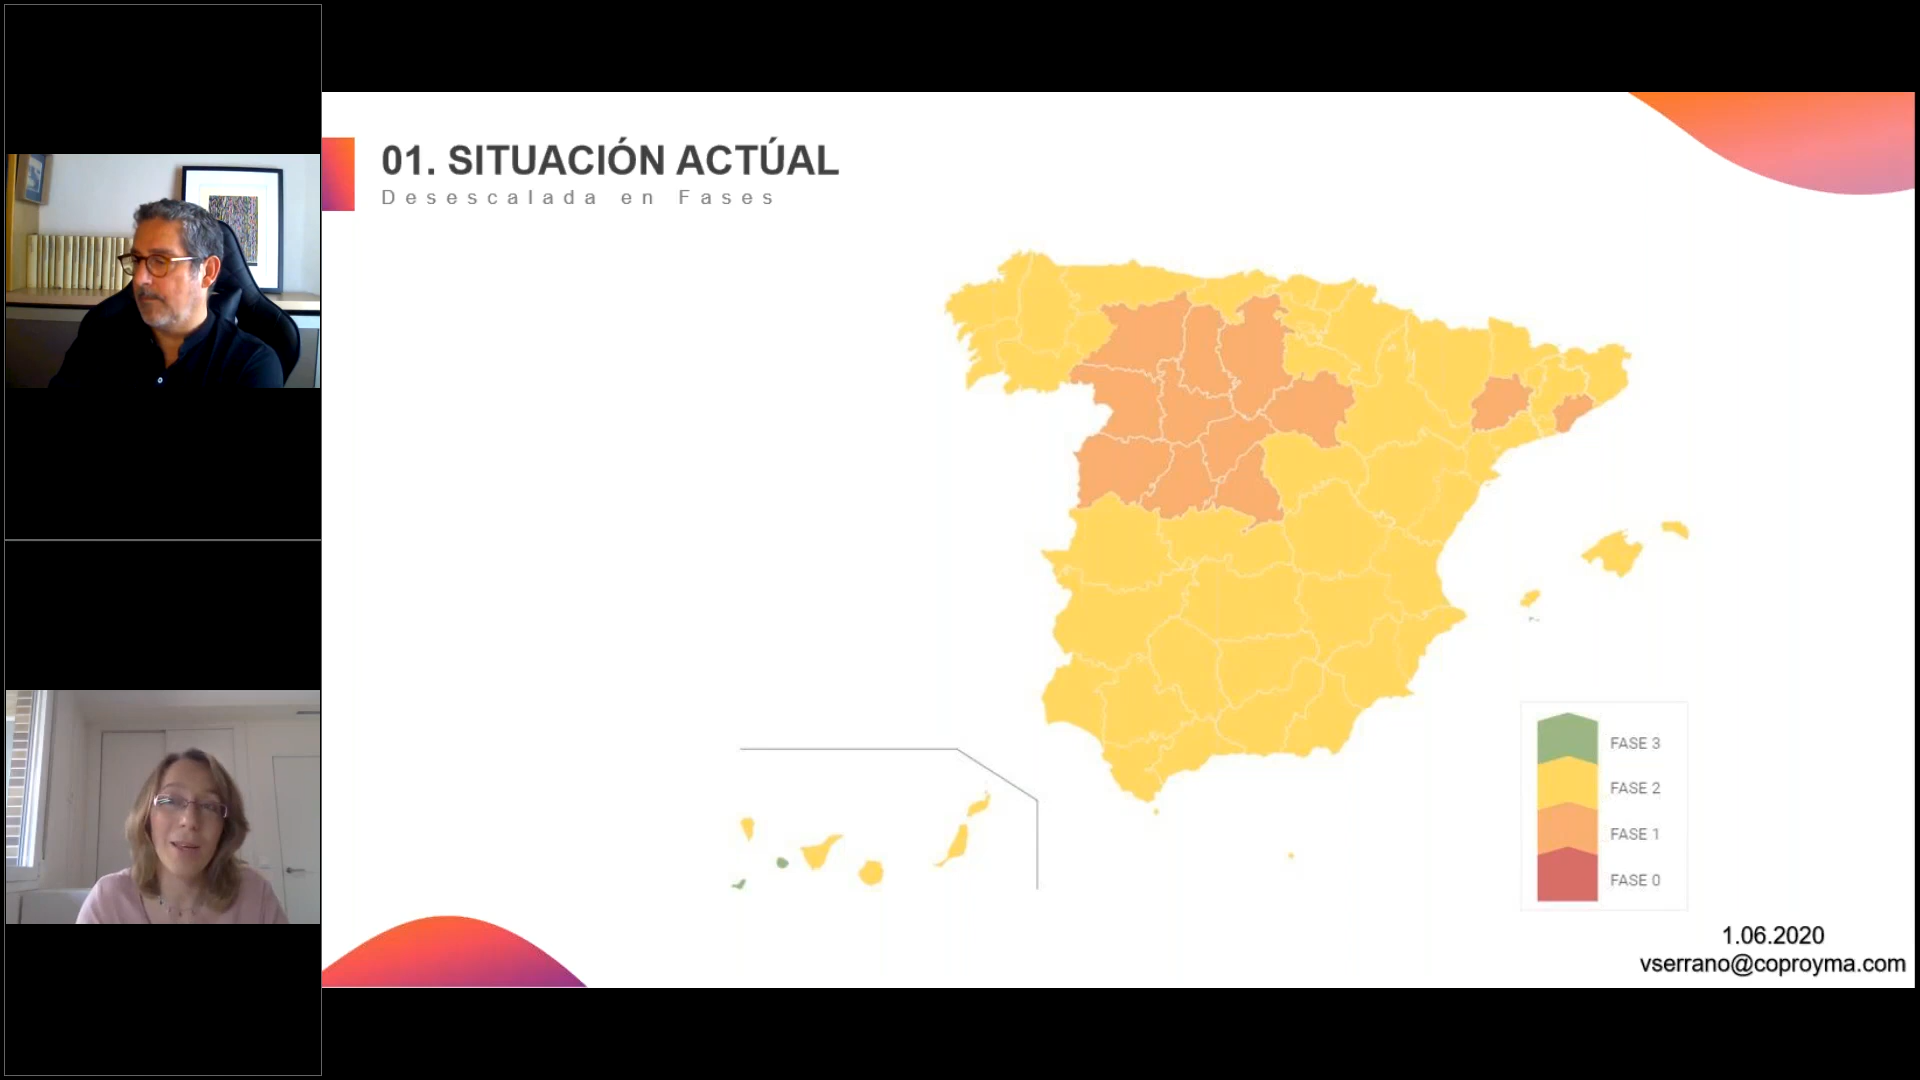 01. SITUACIÓN ACTÚAL
Desescalada en Fases
FASE 3
FASE 2
FASE 1
FASE 0
1.06.2020
vserrano@coproyma.com